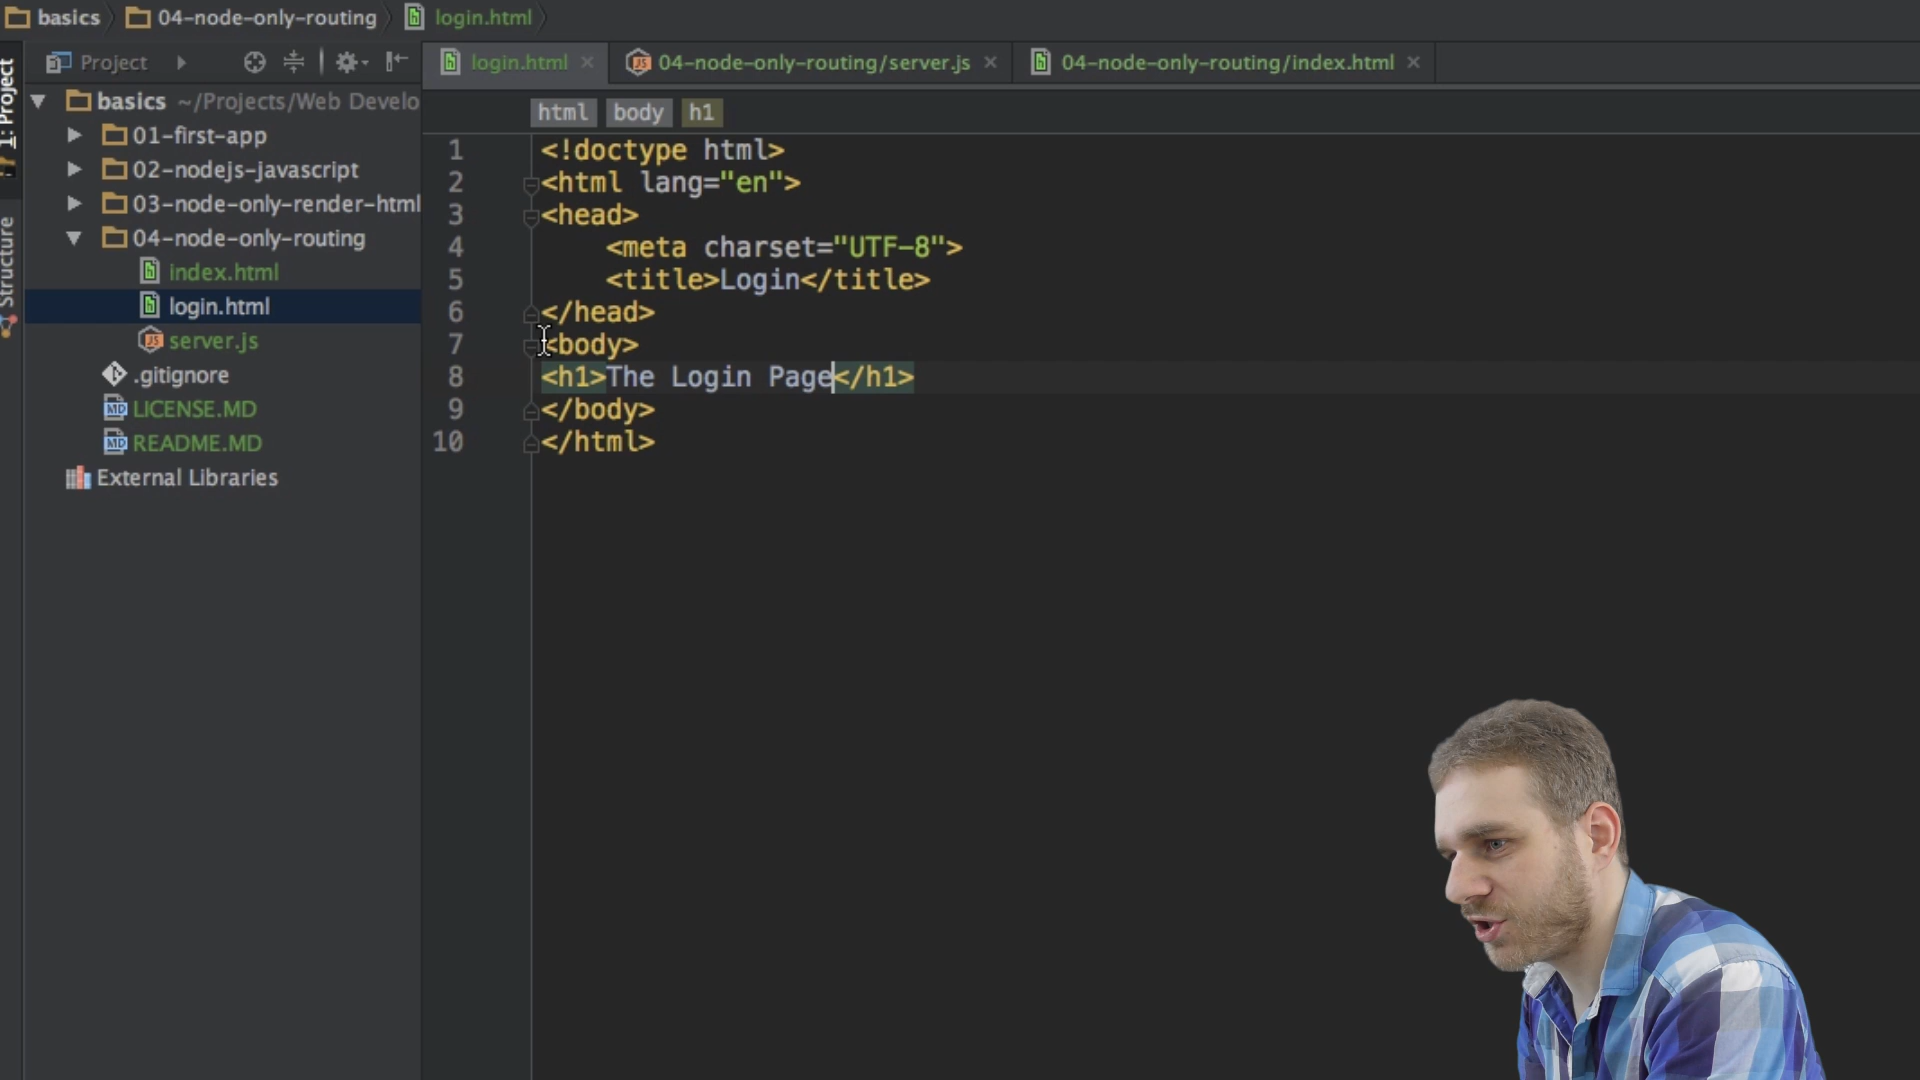 basics 04-node-only-routing login.html
Project login.html 04-node-only-routing/server.js 04-node-only-routing/index.html
1: Project
Structure
basics ~/Projects/Web Develo
01-first-app
02-nodejs-javascript
03-node-only-render-html
04-node-only-routing
index.html
login.html
server.js
.gitignore
LICENSE.MD
README.MD
External Libraries
html body h1
1 <!doctype html>
2 <html lang="en">
3 <head>
4 <meta charset="UTF-8">
5 <title>Login</title>
6 </head>
7 <body>
8 <h1>The Login Page</h1>
9 </body>
10 </html>